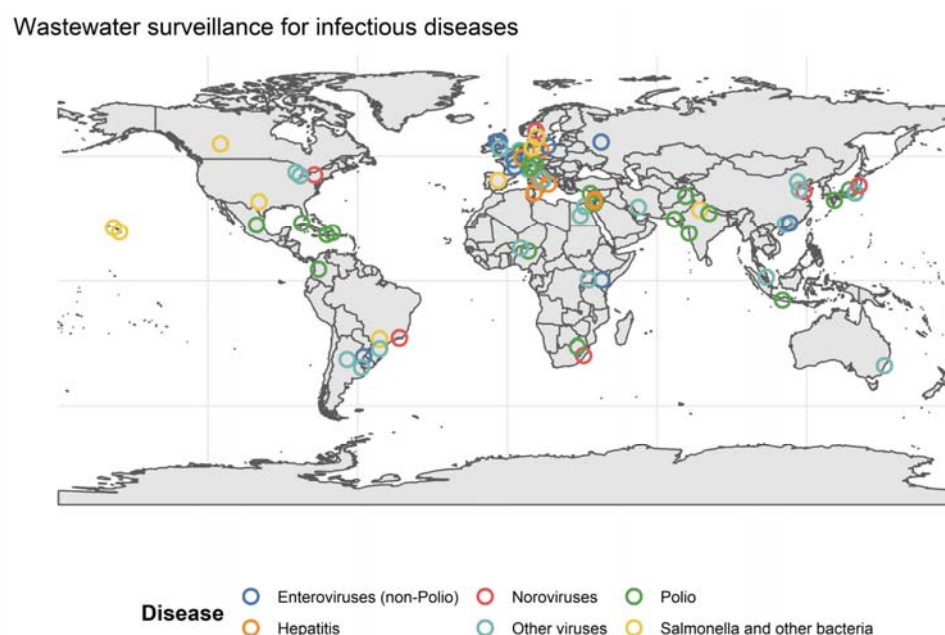 Wastewater surveillance for infectious diseases
Disease
Enteroviruses (non-Polio)
Noroviruses
Polio
Hepatitis
Other viruses
Salmonella and other bacteria